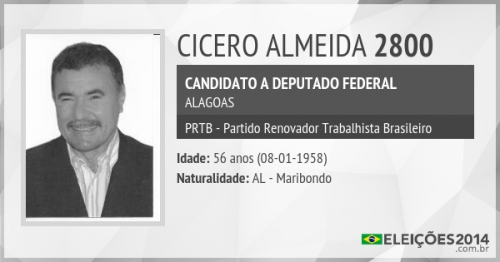 CICERO ALMEIDA 2800
CANDIDATO A DEPUTADO FEDERAL
ALAGOAS
PRTB - Partido Renovador Trabalhista Brasileiro
Idade: 56 anos (08-01-1958)
Naturalidade: AL - Maribondo
ELEIÇÕES2014
.com.br